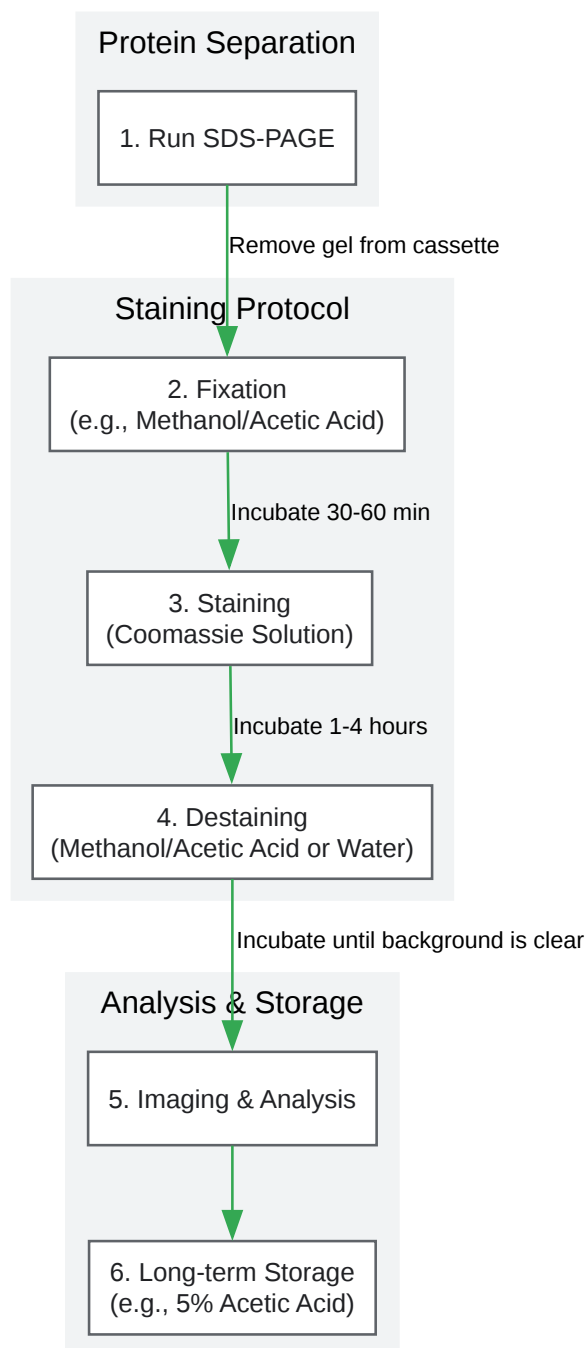 Protein Separation
1. Run SDS-PAGE
Remove gel from cassette
Staining Protocol
2. Fixation
(e.g., Methanol/Acetic Acid)
Incubate 30-60 min
3. Staining
(Coomassie Solution)
Incubate 1-4 hours
4. Destaining
(Methanol/Acetic Acid or Water)
Incubate until background is clear
Analysis & Storage
5. Imaging & Analysis
6. Long-term Storage
(e.g., 5% Acetic Acid)